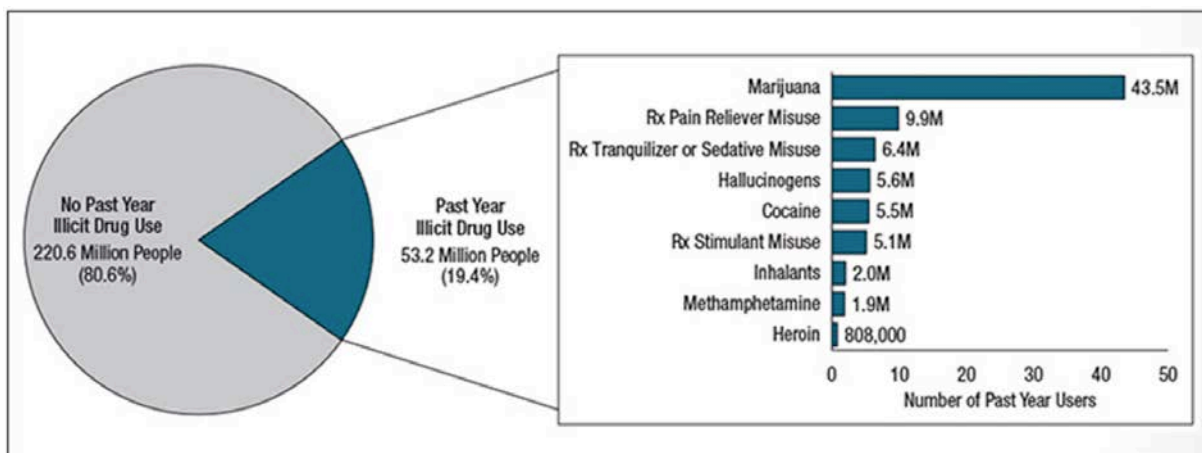 No Past Year
Illicit Drug Use
220.6 Million People
(80.6%)
Past Year
Illicit Drug Use
53.2 Million People
(19.4%)
Marijuana 43.5M
Rx Pain Reliever Misuse 9.9M
Rx Tranquilizer or Sedative Misuse 6.4M
Hallucinogens 5.6M
Cocaine 5.5M
Rx Stimulant Misuse 5.1M
Inhalants 2.0M
Methamphetamine 1.9M
Heroin 808,000
0 10 20 30 40 50
Number of Past Year Users